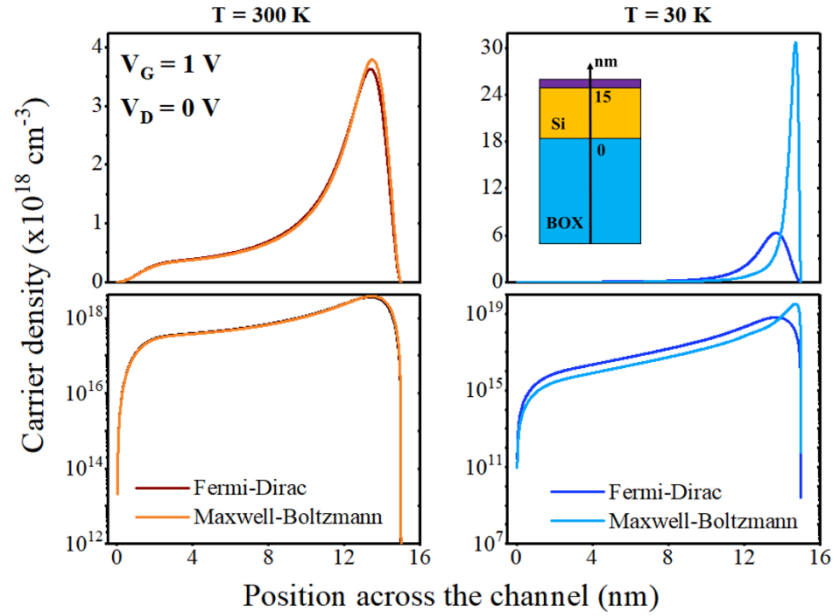 T = 300 K
T = 30 K
V_G = 1 V
V_D = 0 V
4
3
2
1
0
30
24
18
12
6
0
nm
15
Si
0
BOX
Carrier density (x10^18 cm^-3)
10^18
10^16
10^14
10^12
10^19
10^15
10^11
10^7
Fermi-Dirac
Maxwell-Boltzmann
Fermi-Dirac
Maxwell-Boltzmann
0 4 8 12 16
0 4 8 12 16
Position across the channel (nm)